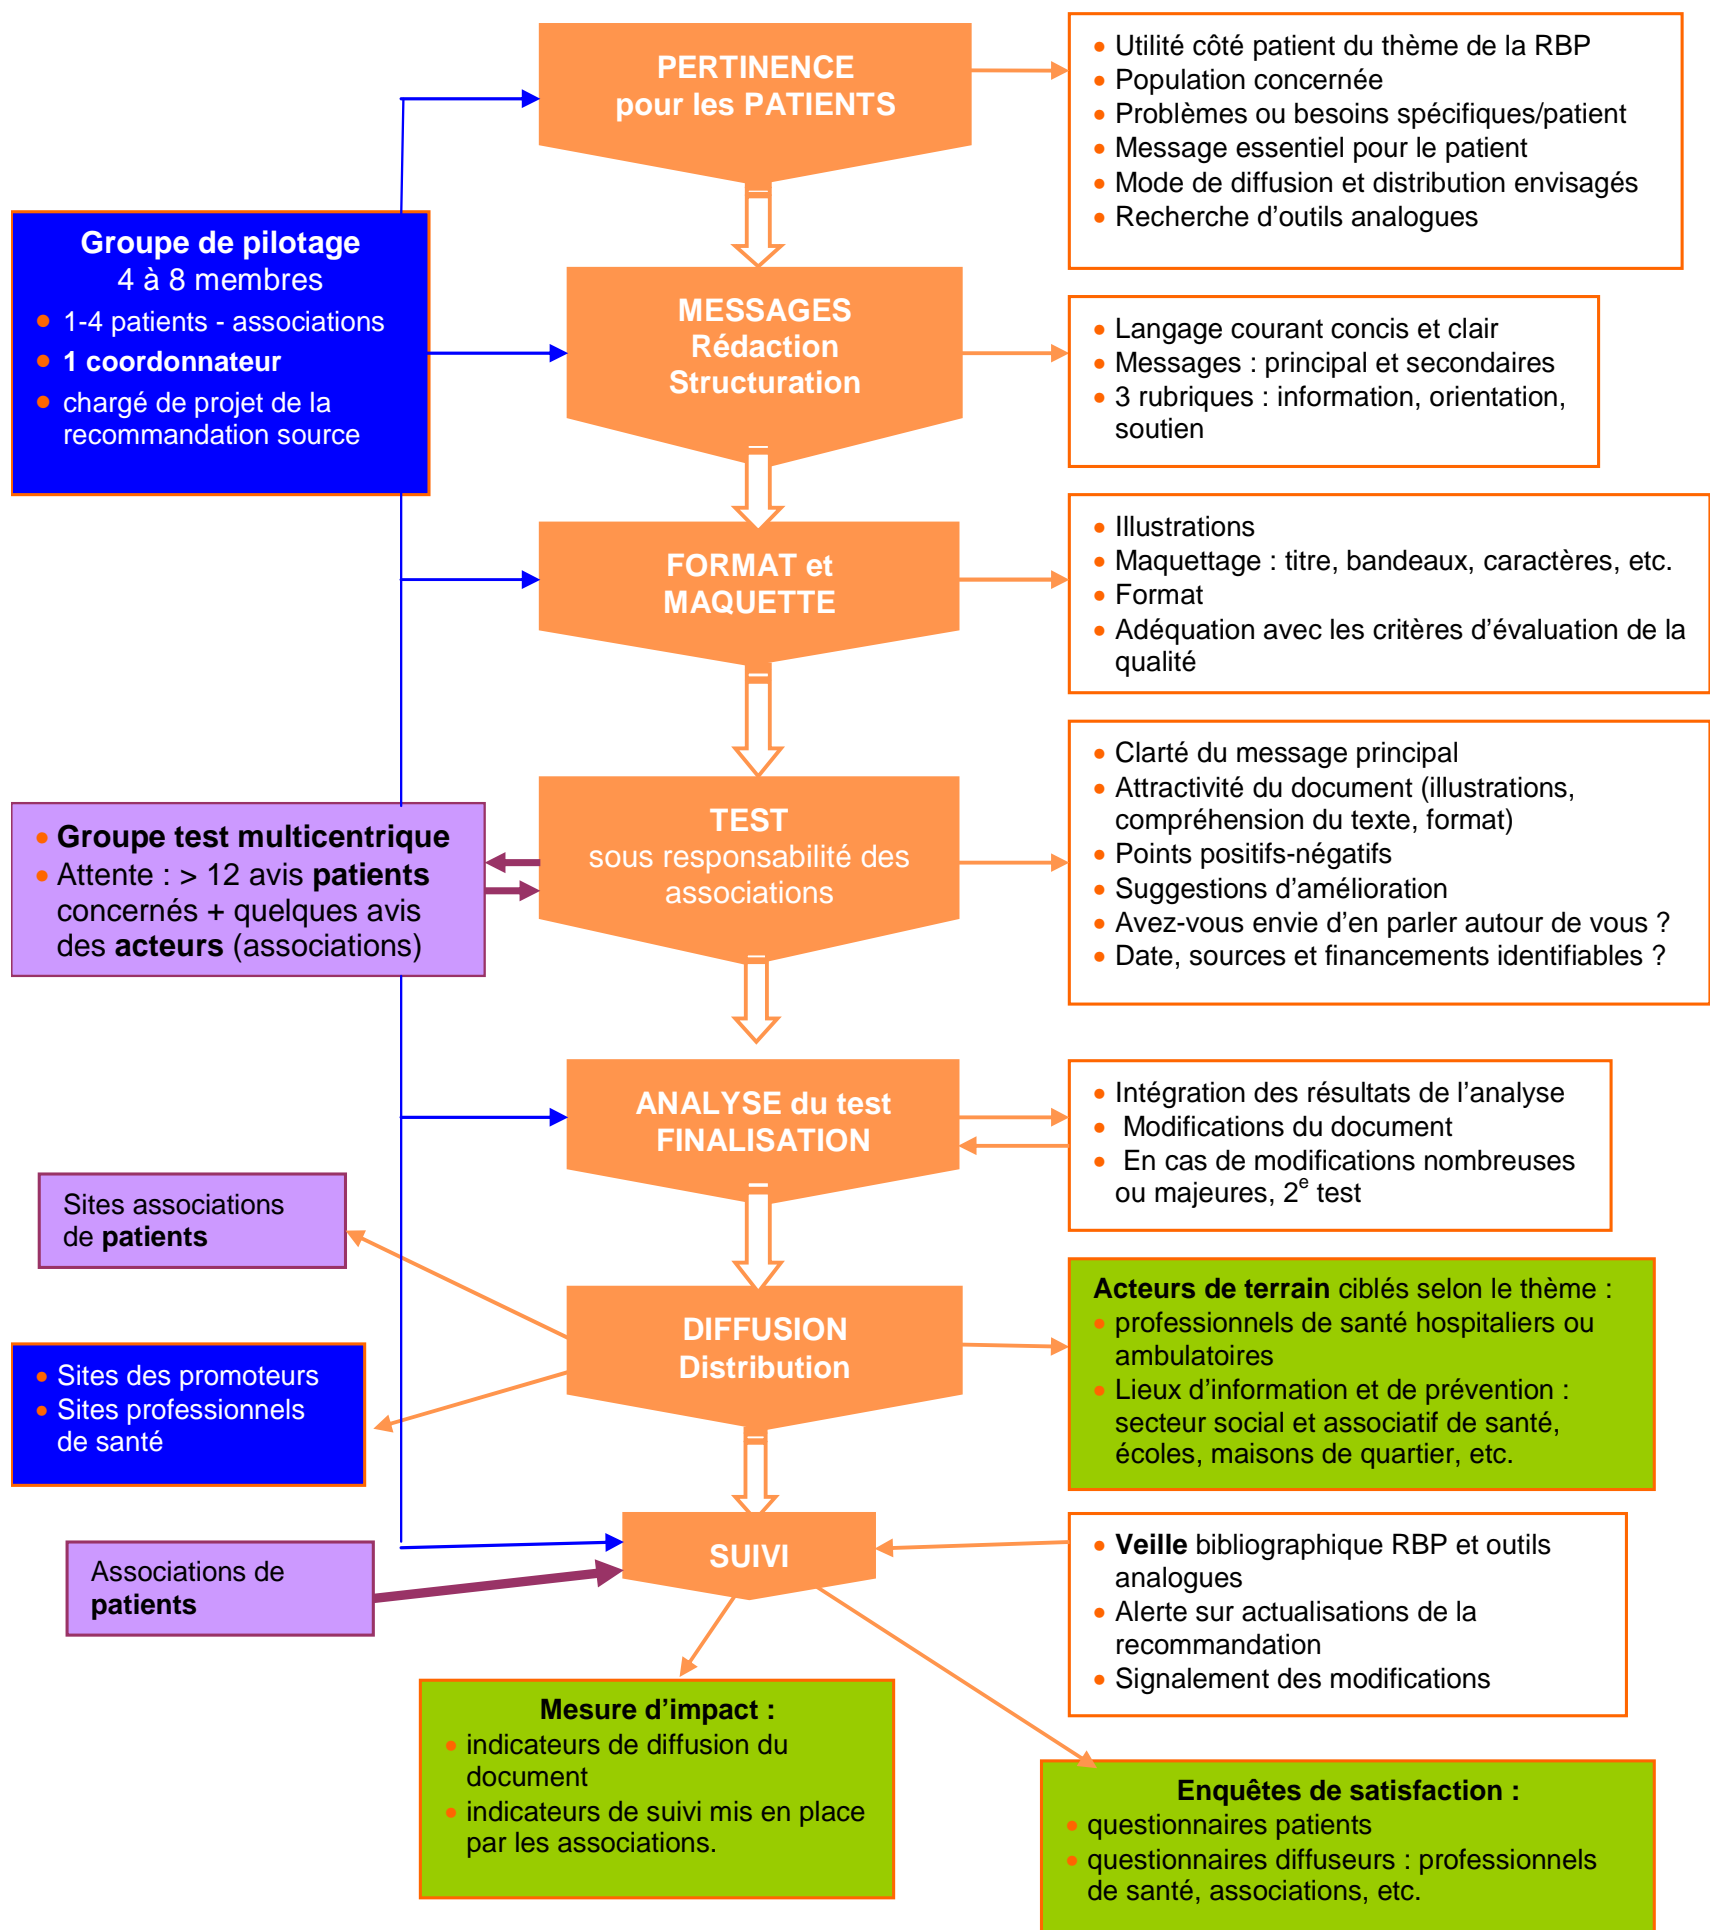 PERTINENCE
pour les PATIENTS
• Utilité côté patient du thème de la RBP
• Population concernée
• Problèmes ou besoins spécifiques/patient
• Message essentiel pour le patient
• Mode de diffusion et distribution envisagés
• Recherche d'outils analogues
Groupe de pilotage
4 à 8 membres
• 1-4 patients - associations
• 1 coordonnateur
• chargé de projet de la
recommandation source
MESSAGES
Rédaction
Structuration
• Langage courant concis et clair
• Messages : principal et secondaires
• 3 rubriques : information, orientation,
soutien
FORMAT et
MAQUETTE
• Illustrations
• Maquettage : titre, bandeaux, caractères, etc.
• Format
• Adéquation avec les critères d'évaluation de la
qualité
• Groupe test multicentrique
• Attente : > 12 avis patients
concernés + quelques avis
des acteurs (associations)
TEST
sous responsabilité des
associations
• Clarté du message principal
• Attractivité du document (illustrations,
compréhension du texte, format)
• Points positifs-négatifs
• Suggestions d'amélioration
• Avez-vous envie d'en parler autour de vous ?
• Date, sources et financements identifiables ?
ANALYSE du test
FINALISATION
• Intégration des résultats de l'analyse
• Modifications du document
• En cas de modifications nombreuses
ou majeures, 2e test
Sites associations
de patients
• Sites des promoteurs
• Sites professionnels
de santé
DIFFUSION
Distribution
Acteurs de terrain ciblés selon le thème :
• professionnels de santé hospitaliers ou
ambulatoires
• Lieux d'information et de prévention :
secteur social et associatif de santé,
écoles, maisons de quartier, etc.
Associations de
patients
SUIVI
• Veille bibliographique RBP et outils
analogues
• Alerte sur actualisations de la
recommandation
• Signalement des modifications
Mesure d'impact :
• indicateurs de diffusion du
document
• indicateurs de suivi mis en place
par les associations.
Enquêtes de satisfaction :
• questionnaires patients
• questionnaires diffuseurs : professionnels
de santé, associations, etc.